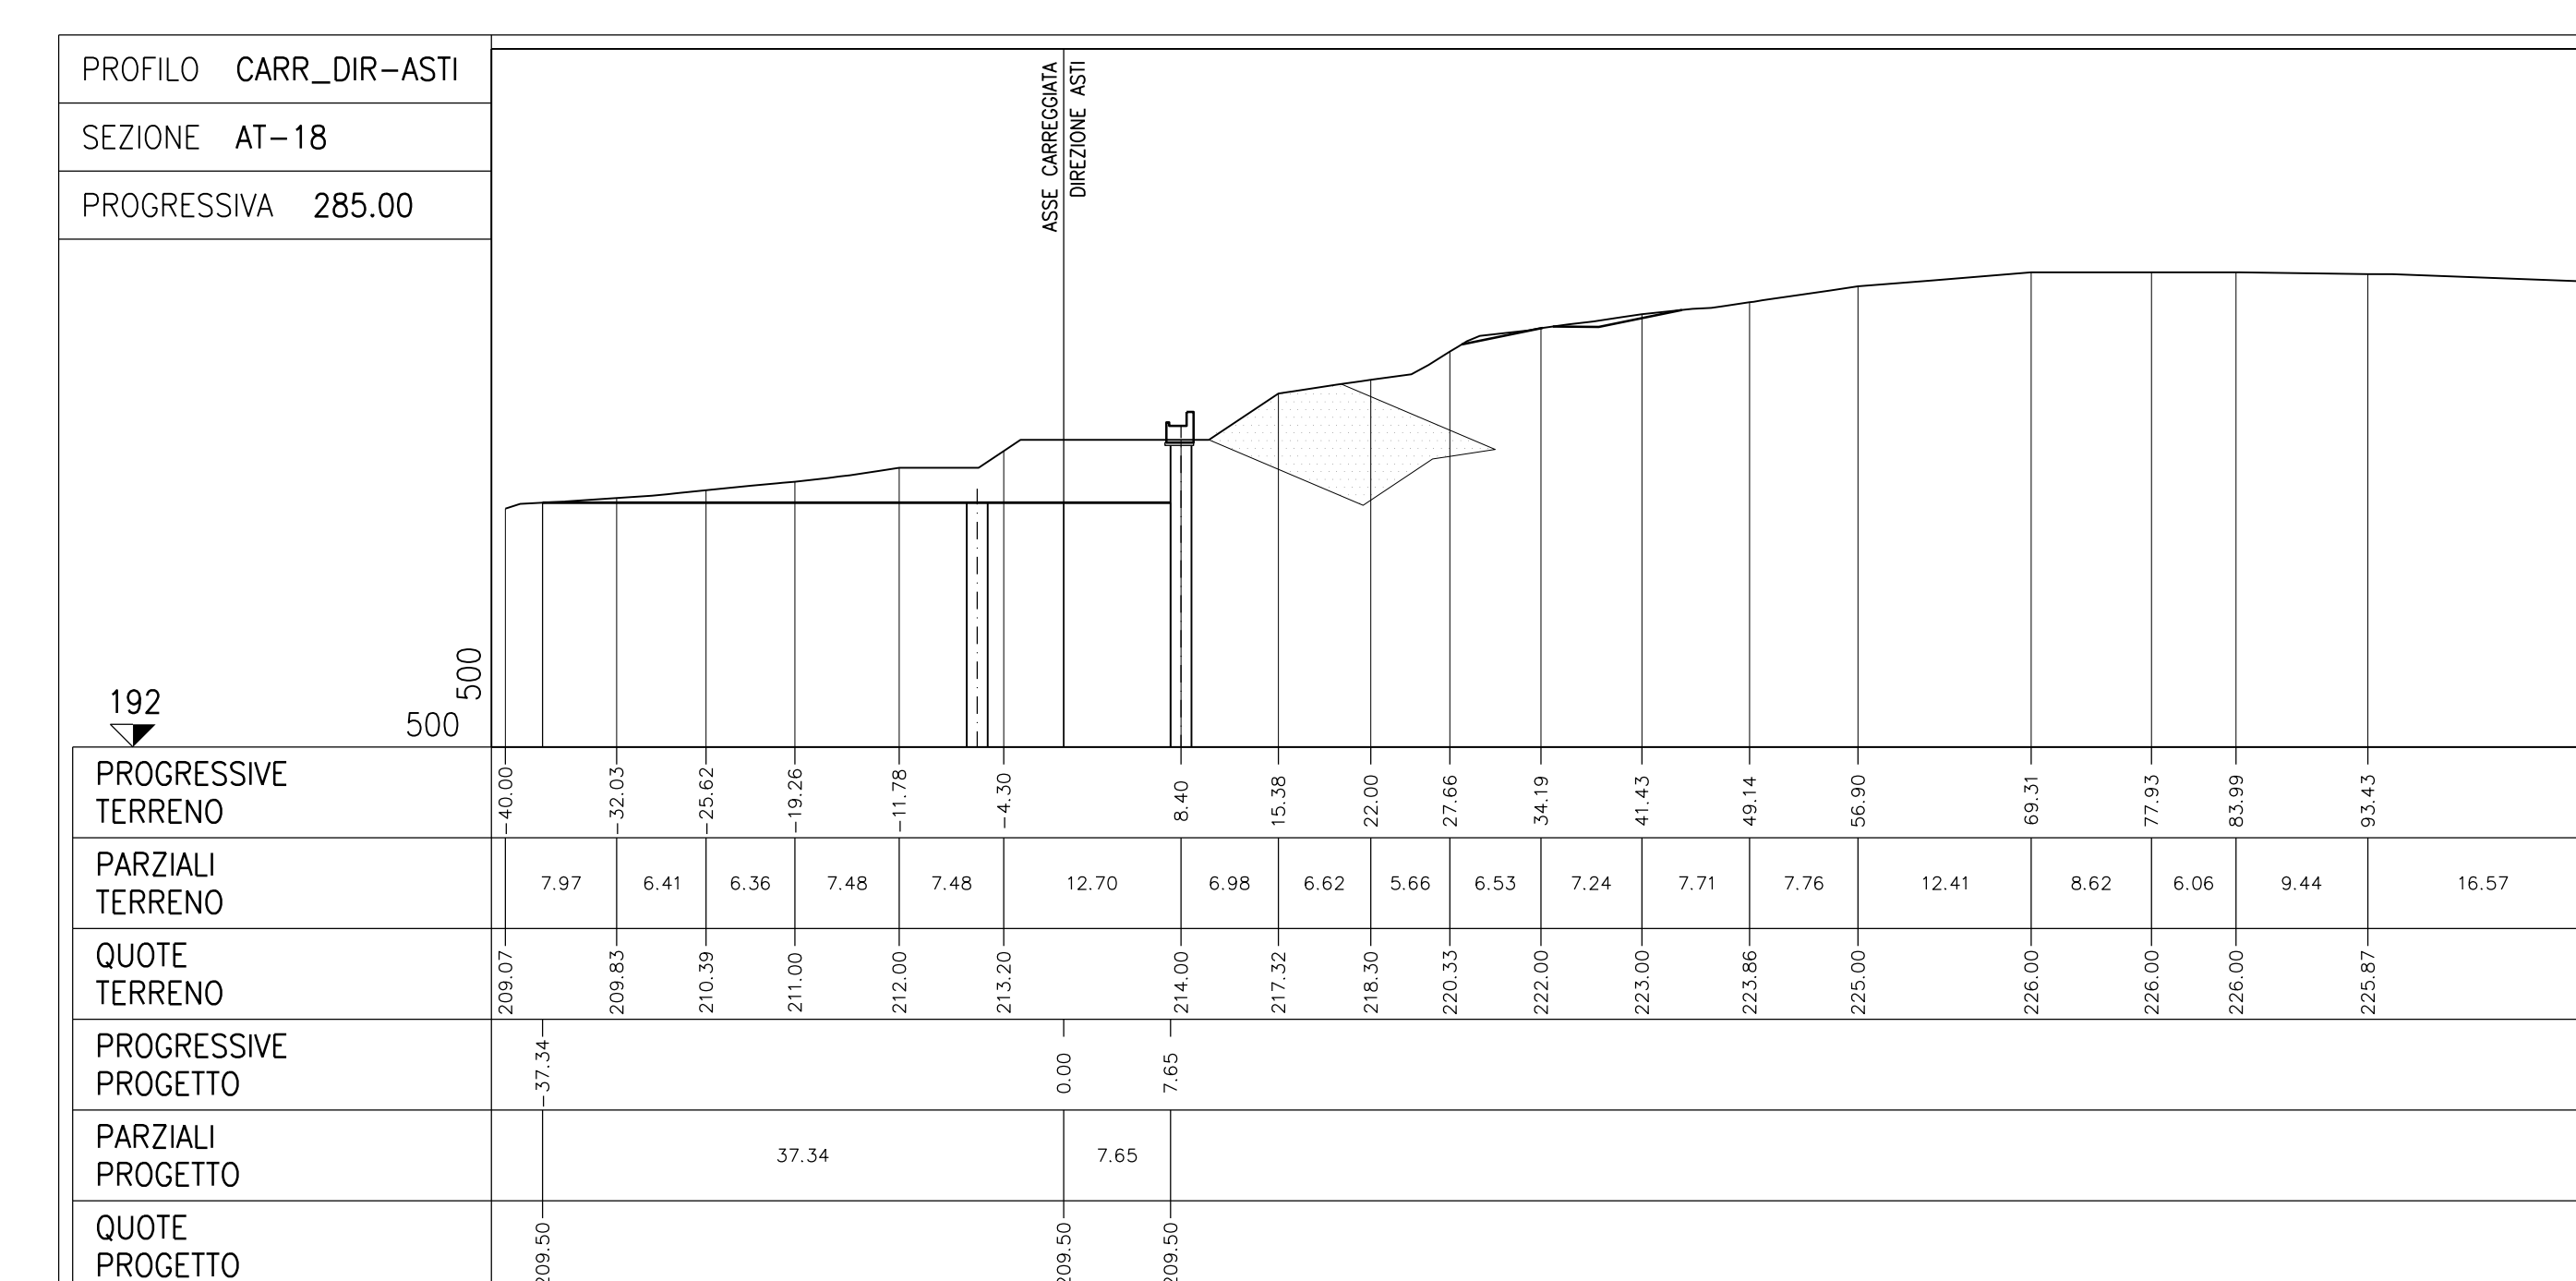 PROFILO CARR_DIR-ASTI
SEZIONE AT-18
PROGRESSIVA 285.00
ASSE CARREGGIATA
DIREZIONE ASTI
500
192
500
PROGRESSIVE
TERRENO
-40.00 -32.03 -25.62 -19.26 -11.78 -4.30 8.40 15.38 22.00 27.66 34.19 41.43 49.14 56.90 69.31 77.93 83.99 93.43
PARZIALI
TERRENO
7.97 6.41 6.36 7.48 7.48 12.70 6.98 6.62 5.66 6.53 7.24 7.71 7.76 12.41 8.62 6.06 9.44 16.57
QUOTE
TERRENO
209.07 209.83 210.39 211.00 212.00 213.20 214.00 217.32 218.30 220.33 222.00 223.00 223.86 225.00 226.00 226.00 226.00 225.87
PROGRESSIVE
PROGETTO
-37.34 0.00 7.65
PARZIALI
PROGETTO
37.34 7.65
QUOTE
PROGETTO
209.50 209.50 209.50